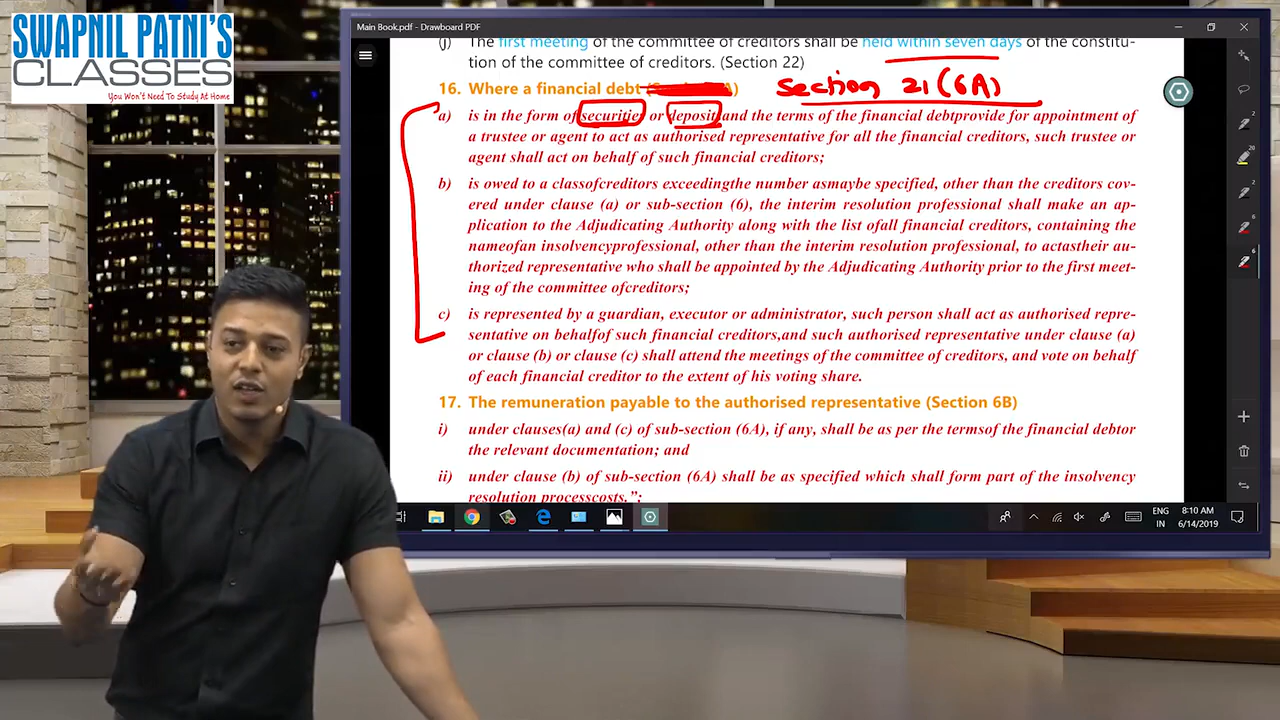 SWAPNIL PATNI'S
CLASSES
You Won't Need To Study At Home
Main Book.pdf - Drawboard PDF
(j) The first meeting of the committee of creditors shall be held within seven days of the constitu-
tion of the committee of creditors. (Section 22)
16. Where a financial debt A) Section 21(6A)
a) is in the form of securities or deposit and the terms of the financial debtprovide for appointment of
a trustee or agent to act as authorised representative for all the financial creditors, such trustee or
agent shall act on behalf of such financial creditors;
b) is owed to a classofcreditors exceedingthe number asmaybe specified, other than the creditors cov-
ered under clause (a) or sub-section (6), the interim resolution professional shall make an ap-
plication to the Adjudicating Authority along with the list ofall financial creditors, containing the
nameofan insolvencyprofessional, other than the interim resolution professional, to actastheir au-
thorized representative who shall be appointed by the Adjudicating Authority prior to the first meet-
ing of the committee ofcreditors;
c) is represented by a guardian, executor or administrator, such person shall act as authorised repre-
sentative on behalfof such financial creditors,and such authorised representative under clause (a)
or clause (b) or clause (c) shall attend the meetings of the committee of creditors, and vote on behalf
of each financial creditor to the extent of his voting share.
17. The remuneration payable to the authorised representative (Section 6B)
i) under clauses(a) and (c) of sub-section (6A), if any, shall be as per the termsof the financial debtor
the relevant documentation; and
ii) under clause (b) of sub-section (6A) shall be as specified which shall form part of the insolvency
resolution processcosts.”;
ENG
IN
8:10 AM
6/14/2019